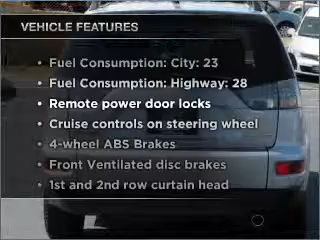 VEHICLE FEATURES
• Fuel Consumption: City: 23
• Fuel Consumption: Highway: 28
• Remote power door locks
• Cruise controls on steering wheel
• 4-wheel ABS Brakes
• Front Ventilated disc brakes
• 1st and 2nd row curtain head